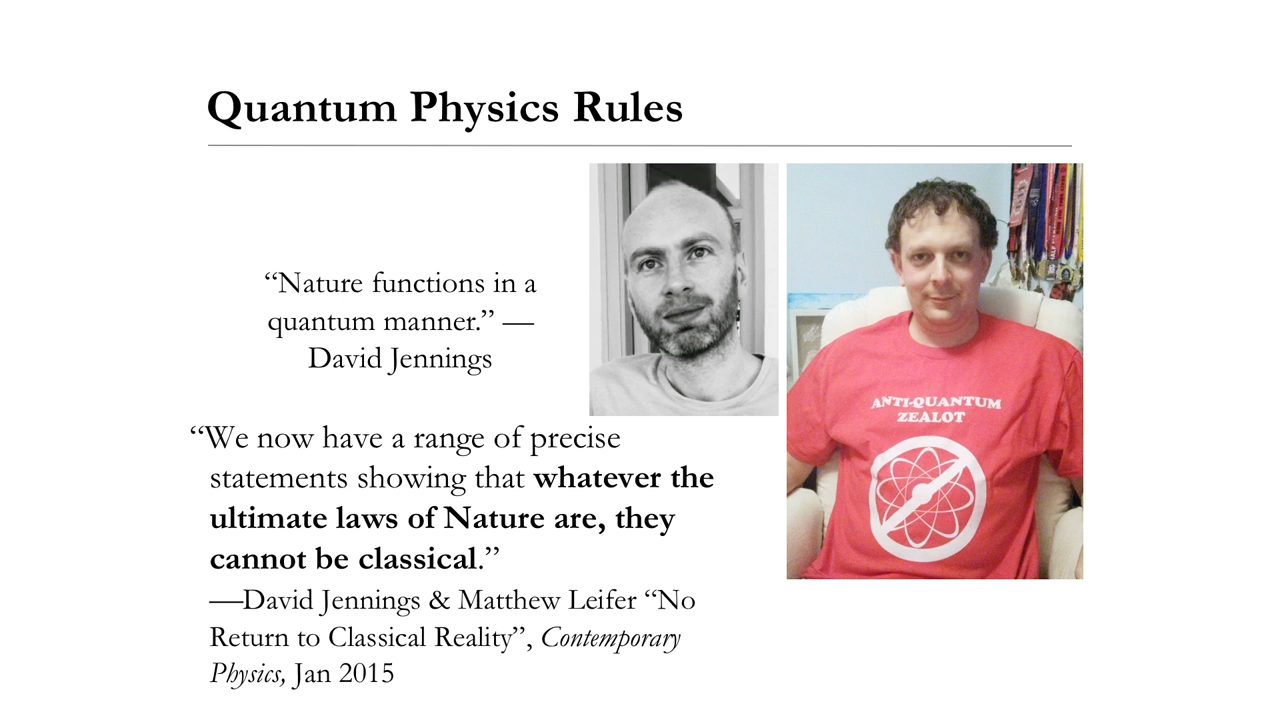 Quantum Physics Rules
“Nature functions in a
quantum manner.” —
David Jennings
ANTI-QUANTUM
ZEALOT
“We now have a range of precise
statements showing that whatever the
ultimate laws of Nature are, they
cannot be classical.”
—David Jennings & Matthew Leifer “No
Return to Classical Reality”, Contemporary
Physics, Jan 2015